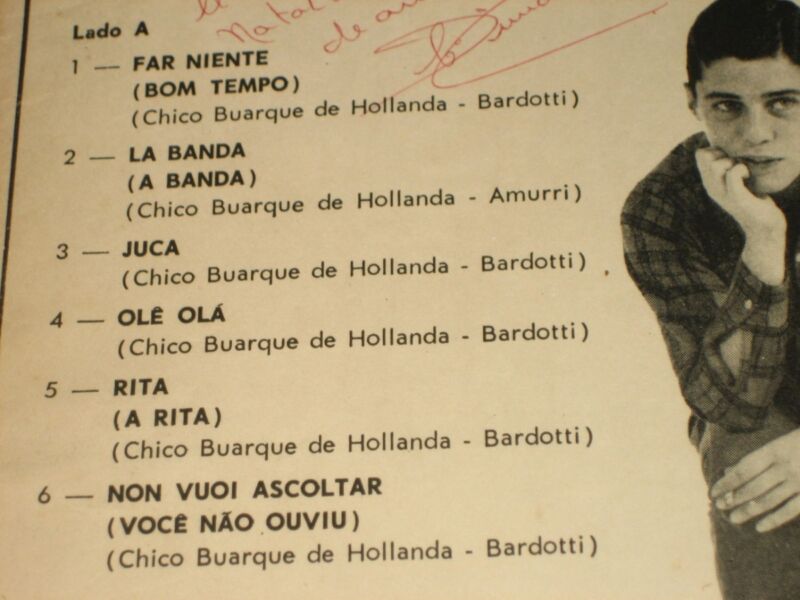 Natal
de
Lado A
1 — FAR NIENTE
(BOM TEMPO)
(Chico Buarque de Hollanda - Bardotti)
2 — LA BANDA
(A BANDA)
(Chico Buarque de Hollanda - Amurri)
3 — JUCA
(Chico Buarque de Hollanda - Bardotti)
4 — OLÊ OLÁ
(Chico Buarque de Hollanda - Bardotti)
5 — RITA
(A RITA)
(Chico Buarque de Hollanda - Bardotti)
6 — NON VUOI ASCOLTAR
(VOCÊ NÃO OUVIU)
(Chico Buarque de Hollanda - Bardotti)